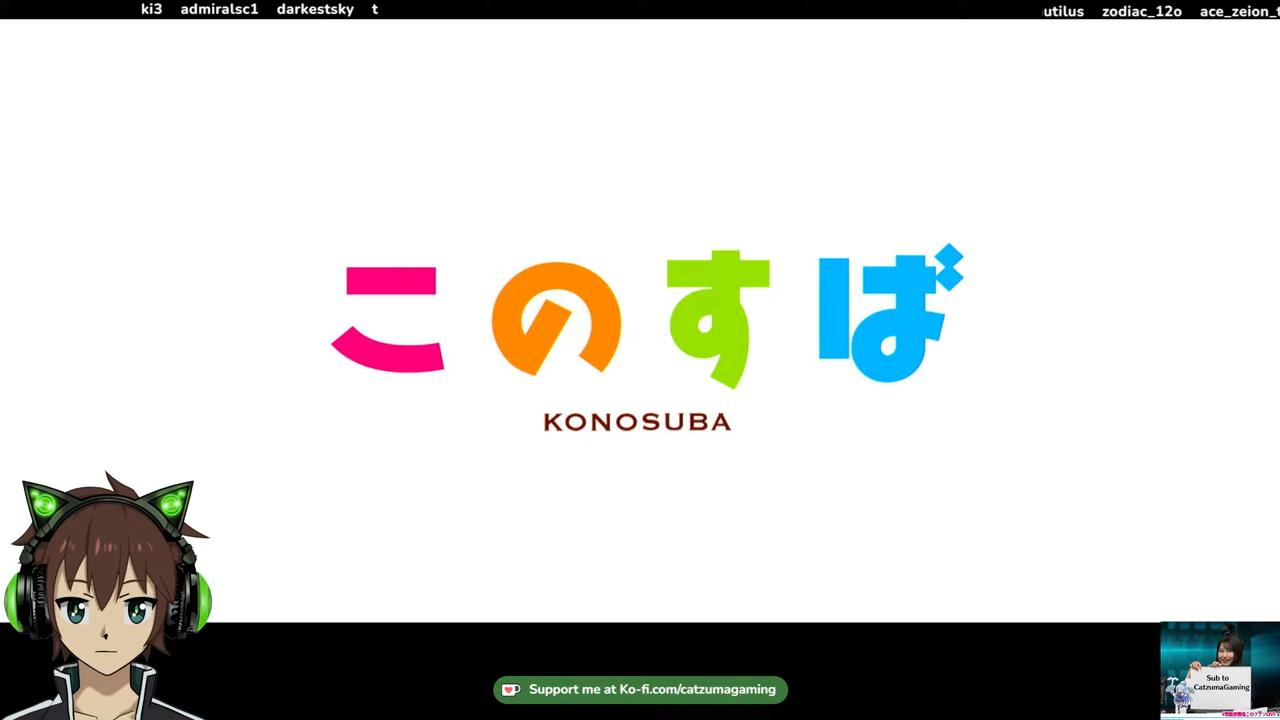 ki3 admiralsc1 darkestsky t
utilus zodiac_12o ace_zeion_t
このすば
KONOSUBA
Support me at Ko-fi.com/catzumagaming
Sub to
CatzumaGaming